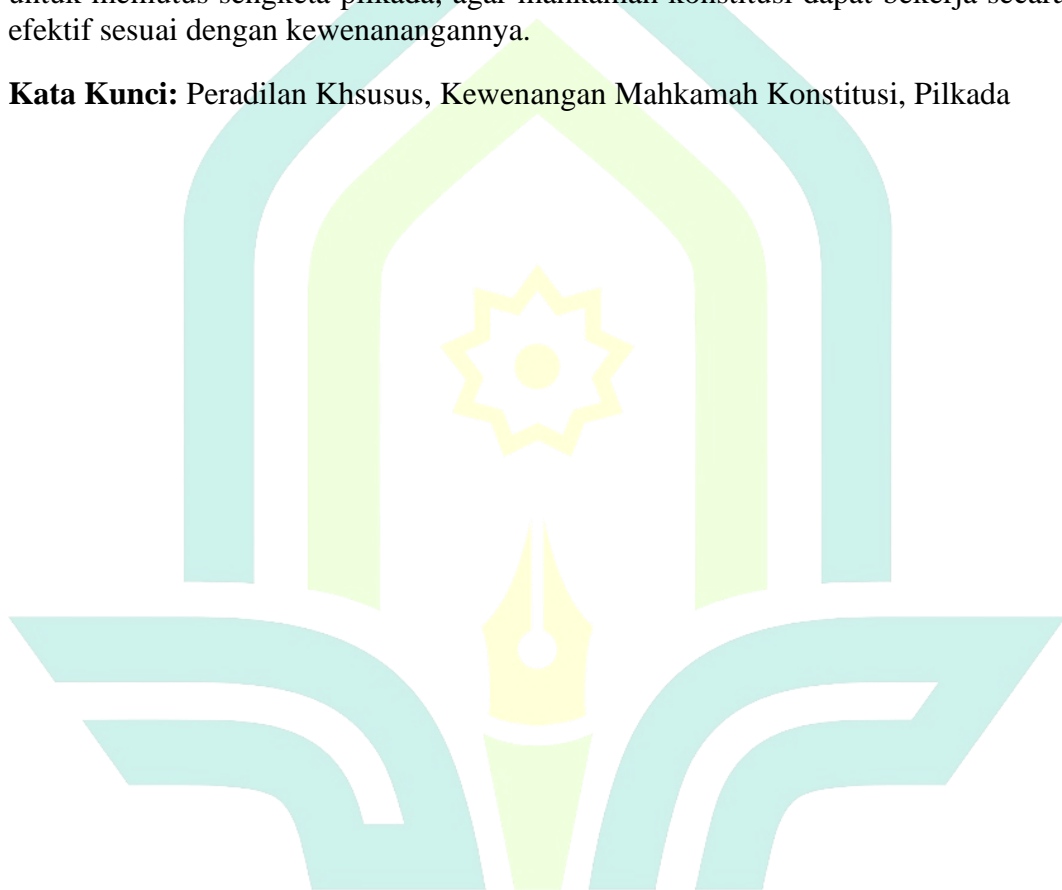 untuk memutus sengketa pilkada, agar mahkamah konstitusi dapat bekerja secara
efektif sesuai dengan kewenanangannya.
Kata Kunci: Peradilan Khsusus, Kewenangan Mahkamah Konstitusi, Pilkada